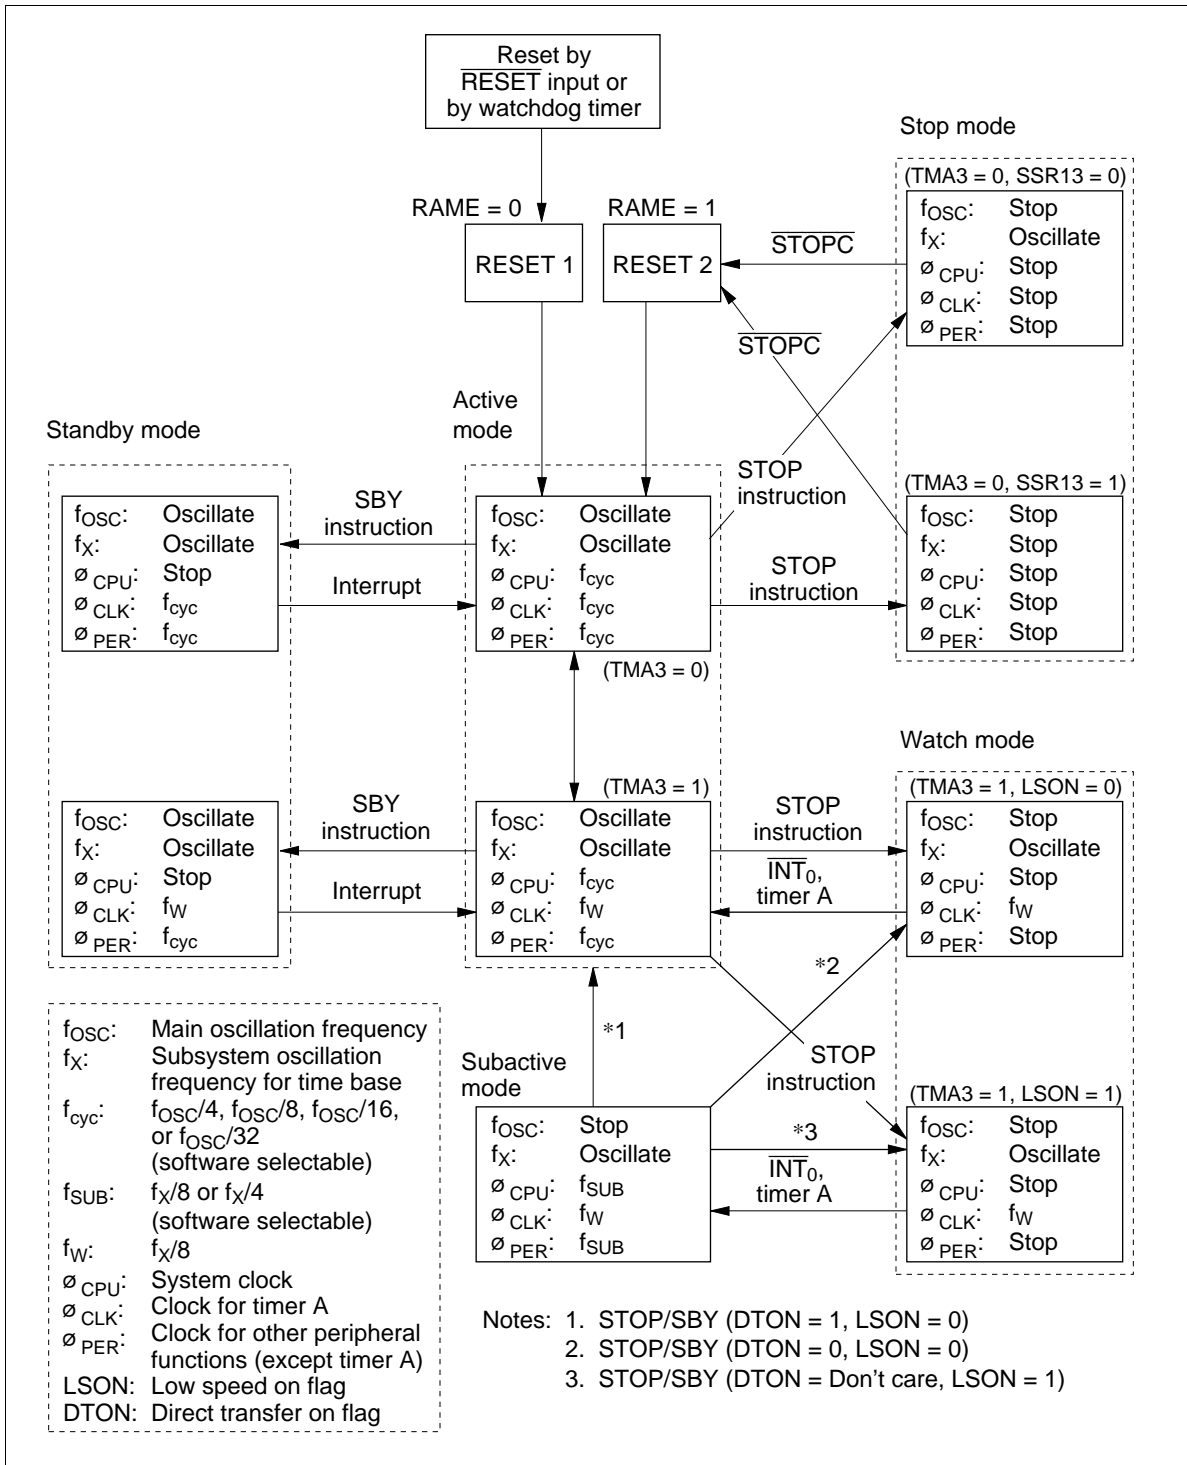 Reset by
RESET input or
by watchdog timer
Stop mode
(TMA3 = 0, SSR13 = 0)
RAME = 0
RAME = 1
RESET 1
RESET 2
STOPC
fOSC: Stop
fX: Oscillate
ø CPU: Stop
ø CLK: Stop
ø PER: Stop
STOPC
Active
mode
Standby mode
STOP
instruction
(TMA3 = 0, SSR13 = 1)
fOSC: Oscillate
fX: Oscillate
ø CPU: Stop
ø CLK: fcyc
ø PER: fcyc
SBY
instruction
Interrupt
fOSC: Oscillate
fX: Oscillate
ø CPU: fcyc
ø CLK: fcyc
ø PER: fcyc
(TMA3 = 0)
STOP
instruction
fOSC: Stop
fX: Stop
ø CPU: Stop
ø CLK: Stop
ø PER: Stop
Watch mode
(TMA3 = 1)
(TMA3 = 1, LSON = 0)
fOSC: Oscillate
fX: Oscillate
ø CPU: Stop
ø CLK: fW
ø PER: fcyc
SBY
instruction
Interrupt
fOSC: Oscillate
fX: Oscillate
ø CPU: fcyc
ø CLK: fW
ø PER: fcyc
STOP
instruction
INT0,
timer A
fOSC: Stop
fX: Oscillate
ø CPU: Stop
ø CLK: fW
ø PER: Stop
*2
*1
STOP
instruction
Subactive
mode
(TMA3 = 1, LSON = 1)
fOSC: Stop
fX: Oscillate
ø CPU: fSUB
ø CLK: fW
ø PER: fSUB
*3
INT0,
timer A
fOSC: Stop
fX: Oscillate
ø CPU: Stop
ø CLK: fW
ø PER: Stop
fOSC: Main oscillation frequency
fX: Subsystem oscillation
frequency for time base
fcyc: fOSC/4, fOSC/8, fOSC/16,
or fOSC/32
(software selectable)
fSUB: fX/8 or fX/4
(software selectable)
fW: fX/8
ø CPU: System clock
ø CLK: Clock for timer A
ø PER: Clock for other peripheral
functions (except timer A)
LSON: Low speed on flag
DTON: Direct transfer on flag
Notes: 1. STOP/SBY (DTON = 1, LSON = 0)
2. STOP/SBY (DTON = 0, LSON = 0)
3. STOP/SBY (DTON = Don't care, LSON = 1)